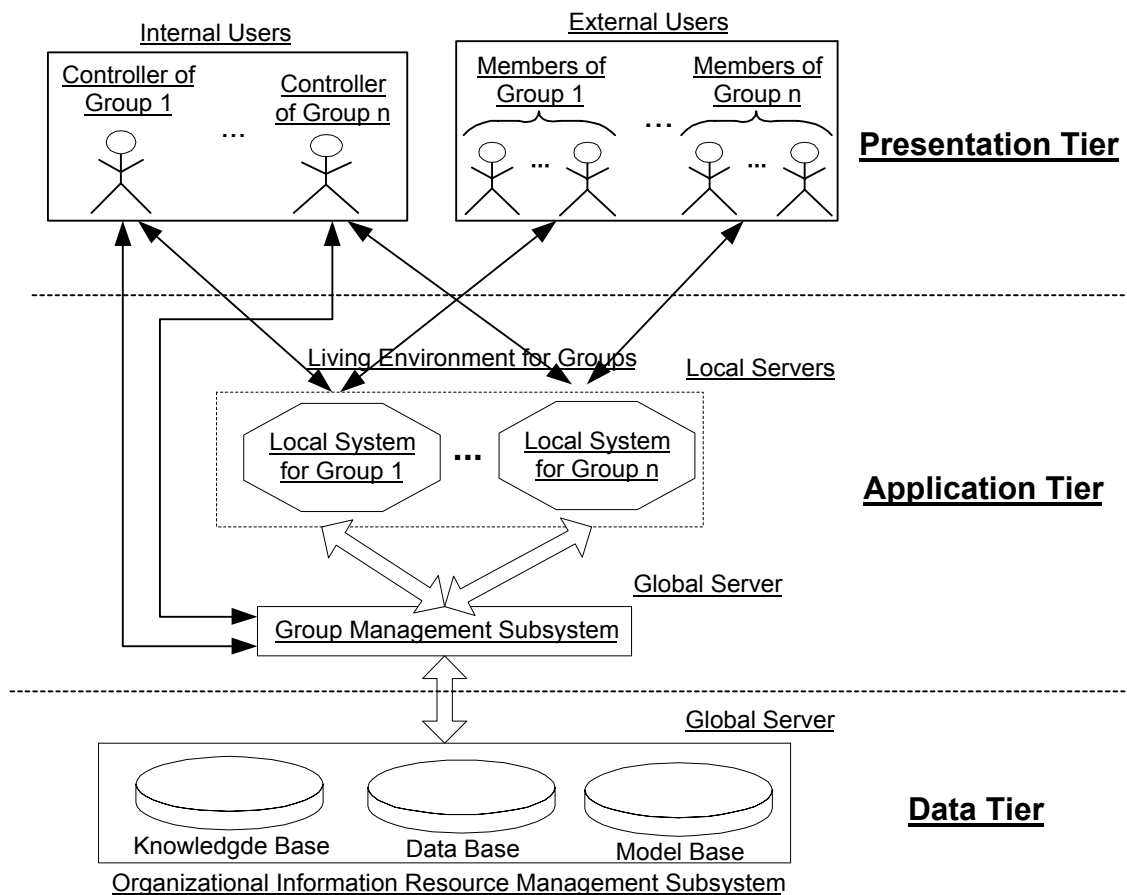 Internal Users
External Users
Controller of
Group 1
...
Controller
of Group n
Members of
Group 1
...
Members of
Group n
...
...
Presentation Tier
Living Environment for Groups
Local Servers
Local System
for Group 1
...
Local System
for Group n
Application Tier
Global Server
Group Management Subsystem
Global Server
Knowledgde Base
Data Base
Model Base
Data Tier
Organizational Information Resource Management Subsystem